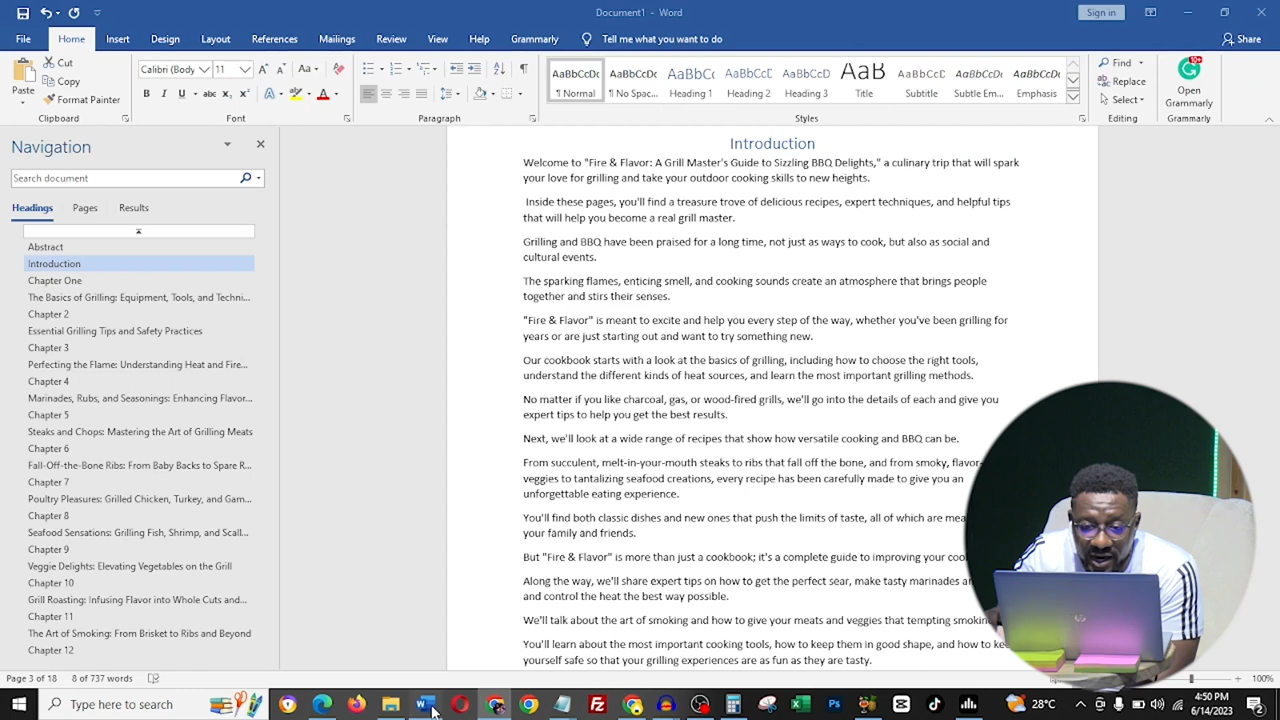 Document1 - Word
Sign in
File
Home
Insert
Design
Layout
References
Mailings
Review
View
Help
Grammarly
Tell me what you want to do
Share
Paste
Cut
Copy
Format Painter
Clipboard
Calibri (Body
11
Aa
B I U abc x₂ x²
Font
Paragraph
AaBbCcDc AaBbCcDc AaBbC AaBbCcD AaBbCcD AaB AaBbCcD AaBbCcDc AaBbCcDc
¶ Normal ¶ No Spac... Heading 1 Heading 2 Heading 3 Title Subtitle Subtle Em... Emphasis
Styles
Find
Replace
Select
Editing
10+
Open
Grammarly
Grammarly
Navigation
Search document
Headings
Pages
Results
Abstract
Introduction
Chapter One
The Basics of Grilling: Equipment, Tools, and Techni...
Chapter 2
Essential Grilling Tips and Safety Practices
Chapter 3
Perfecting the Flame: Understanding Heat and Fire...
Chapter 4
Marinades, Rubs, and Seasonings: Enhancing Flavor...
Chapter 5
Steaks and Chops: Mastering the Art of Grilling Meats
Chapter 6
Fall-Off-the-Bone Ribs: From Baby Backs to Spare R...
Chapter 7
Poultry Pleasures: Grilled Chicken, Turkey, and Gam...
Chapter 8
Seafood Sensations: Grilling Fish, Shrimp, and Scall...
Chapter 9
Veggie Delights: Elevating Vegetables on the Grill
Chapter 10
Grill Roasting: Infusing Flavor into Whole Cuts and...
Chapter 11
The Art of Smoking: From Brisket to Ribs and Beyond
Chapter 12
Introduction
Welcome to "Fire & Flavor: A Grill Master's Guide to Sizzling BBQ Delights," a culinary trip that will spark
your love for grilling and take your outdoor cooking skills to new heights.
Inside these pages, you'll find a treasure trove of delicious recipes, expert techniques, and helpful tips
that will help you become a real grill master.
Grilling and BBQ have been praised for a long time, not just as ways to cook, but also as social and
cultural events.
The sparking flames, enticing smell, and cooking sounds create an atmosphere that brings people
together and stirs their senses.
"Fire & Flavor" is meant to excite and help you every step of the way, whether you've been grilling for
years or are just starting out and want to try something new.
Our cookbook starts with a look at the basics of grilling, including how to choose the right tools,
understand the different kinds of heat sources, and learn the most important grilling methods.
No matter if you like charcoal, gas, or wood-fired grills, we'll go into the details of each and give you
expert tips to help you get the best results.
Next, we'll look at a wide range of recipes that show how versatile cooking and BBQ can be.
From succulent, melt-in-your-mouth steaks to ribs that fall off the bone, and from smoky, flavor-
veggies to tantalizing seafood creations, every recipe has been carefully made to give you an
unforgettable eating experience.
You'll find both classic dishes and new ones that push the limits of taste, all of which are mea
your family and friends.
But "Fire & Flavor" is more than just a cookbook; it's a complete guide to improving your coo
Along the way, we'll share expert tips on how to get the perfect sear, make tasty marinades a
and control the heat the best way possible.
We'll talk about the art of smoking and how to give your meats and veggies that tempting smokin
You'll learn about the most important cooking tools, how to keep them in good shape, and how to ke
yourself safe so that your grilling experiences are as fun as they are tasty.
Page 3 of 18
8 of 737 words
100%
Type here to search
28°C
4:50 PM
6/14/2023